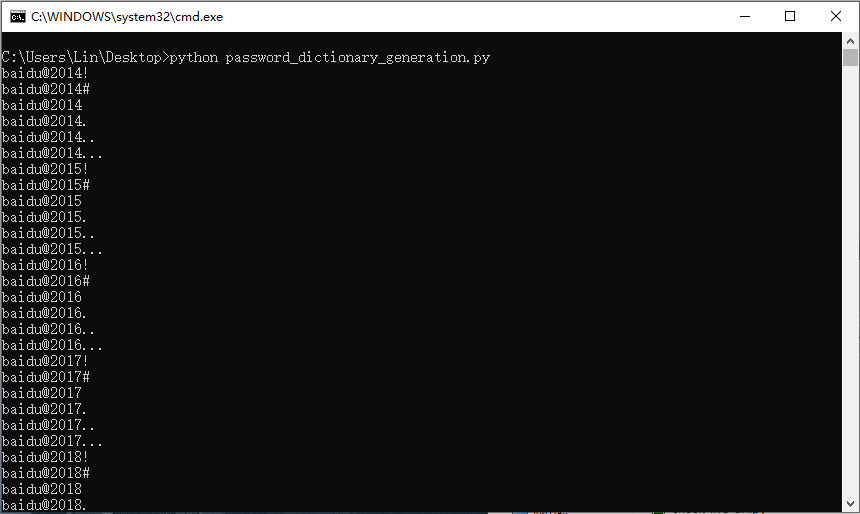 C:\WINDOWS\system32\cmd.exe
C:\Users\Lin\Desktop>python password_dictionary_generation.py
baidu@2014!
baidu@2014#
baidu@2014
baidu@2014.
baidu@2014..
baidu@2014...
baidu@2015!
baidu@2015#
baidu@2015
baidu@2015.
baidu@2015..
baidu@2015...
baidu@2016!
baidu@2016#
baidu@2016
baidu@2016.
baidu@2016..
baidu@2016...
baidu@2017!
baidu@2017#
baidu@2017
baidu@2017.
baidu@2017..
baidu@2017...
baidu@2018!
baidu@2018#
baidu@2018
baidu@2018.